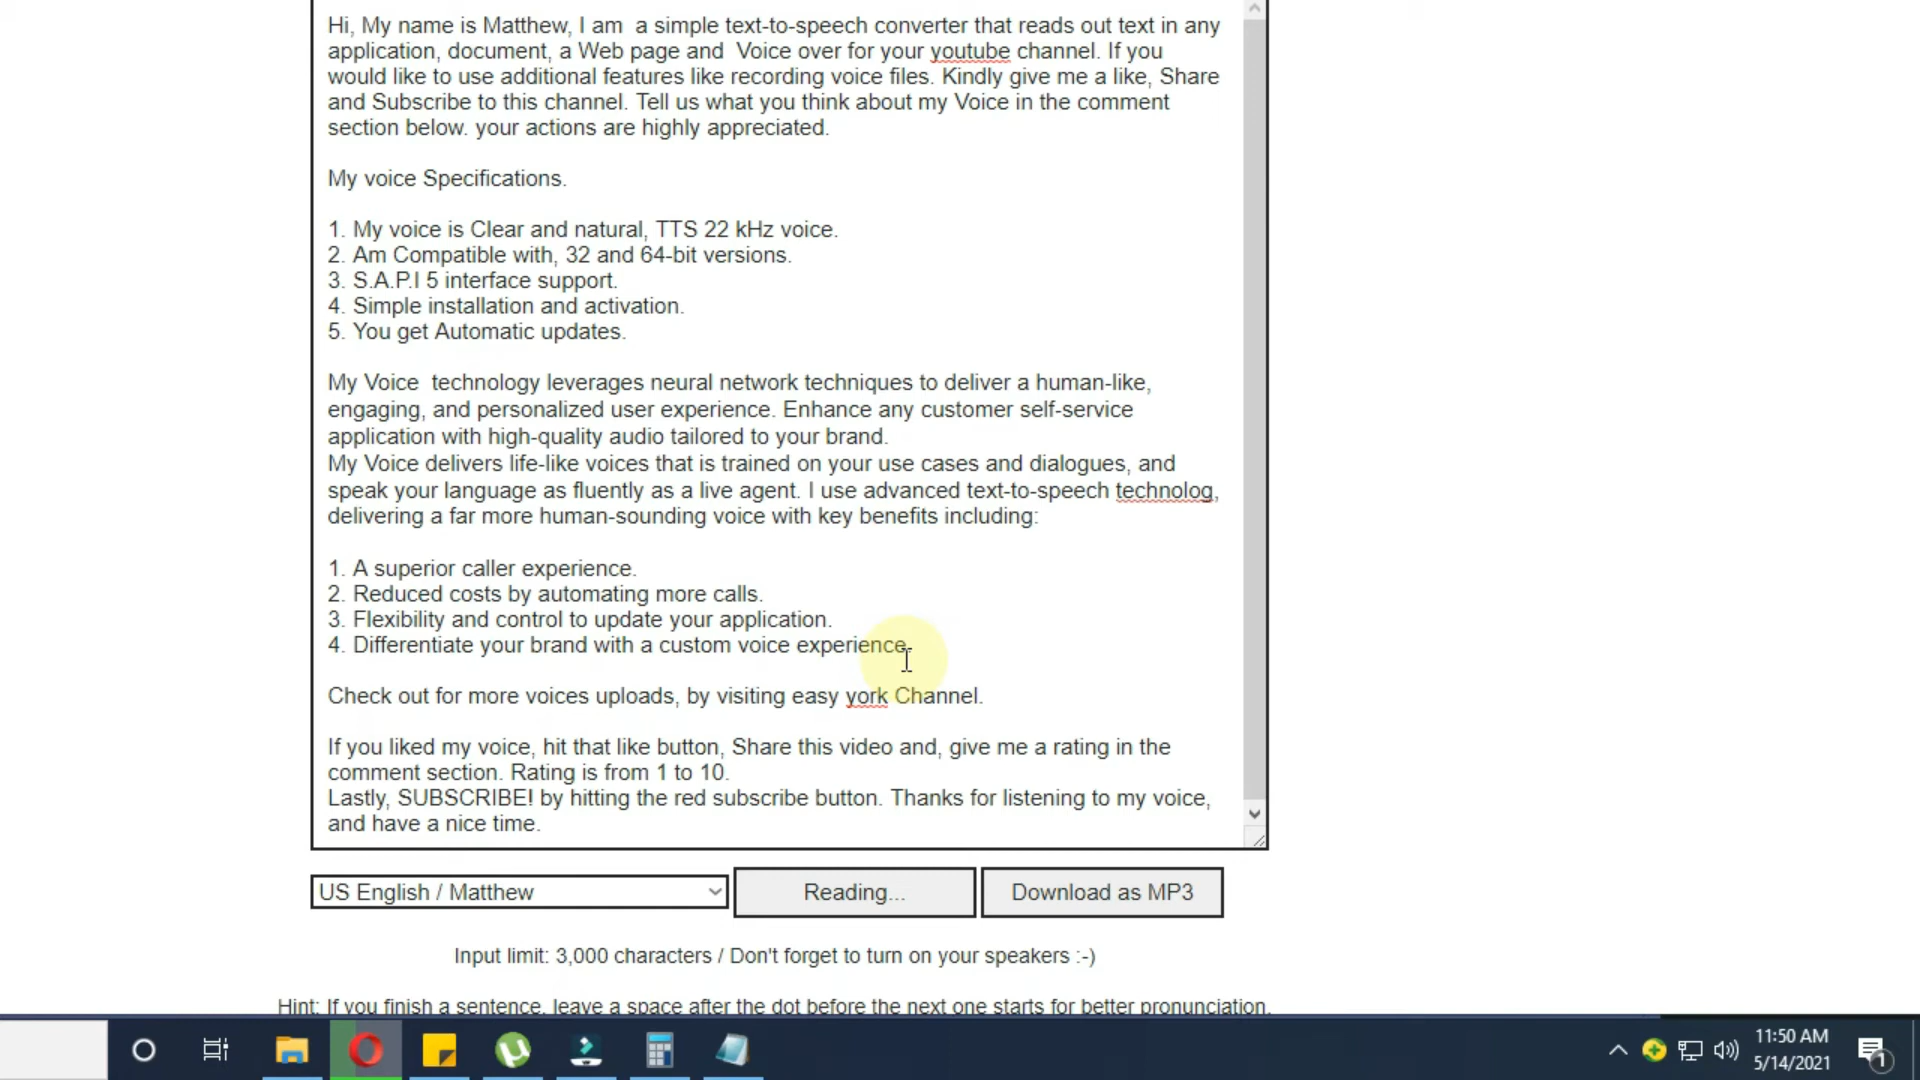 Hi, My name is Matthew, I am  a simple text-to-speech converter that reads out text in any
application, document, a Web page and  Voice over for your youtube channel. If you
would like to use additional features like recording voice files. Kindly give me a like, Share
and Subscribe to this channel. Tell us what you think about my Voice in the comment
section below. your actions are highly appreciated.
My voice Specifications.
1. My voice is Clear and natural, TTS 22 kHz voice.
2. Am Compatible with, 32 and 64-bit versions.
3. S.A.P.I 5 interface support.
4. Simple installation and activation.
5. You get Automatic updates.
My Voice  technology leverages neural network techniques to deliver a human-like,
engaging, and personalized user experience. Enhance any customer self-service
application with high-quality audio tailored to your brand.
My Voice delivers life-like voices that is trained on your use cases and dialogues, and
speak your language as fluently as a live agent. I use advanced text-to-speech technolog,
delivering a far more human-sounding voice with key benefits including:
1. A superior caller experience.
2. Reduced costs by automating more calls.
3. Flexibility and control to update your application.
4. Differentiate your brand with a custom voice experience.
Check out for more voices uploads, by visiting easy york Channel.
If you liked my voice, hit that like button, Share this video and, give me a rating in the
comment section. Rating is from 1 to 10.
Lastly, SUBSCRIBE! by hitting the red subscribe button. Thanks for listening to my voice,
and have a nice time.
US English / Matthew
Reading...
Download as MP3
Input limit: 3,000 characters / Don't forget to turn on your speakers :-)
Hint: If you finish a sentence, leave a space after the dot before the next one starts for better pronunciation.
11:50 AM
5/14/2021
1